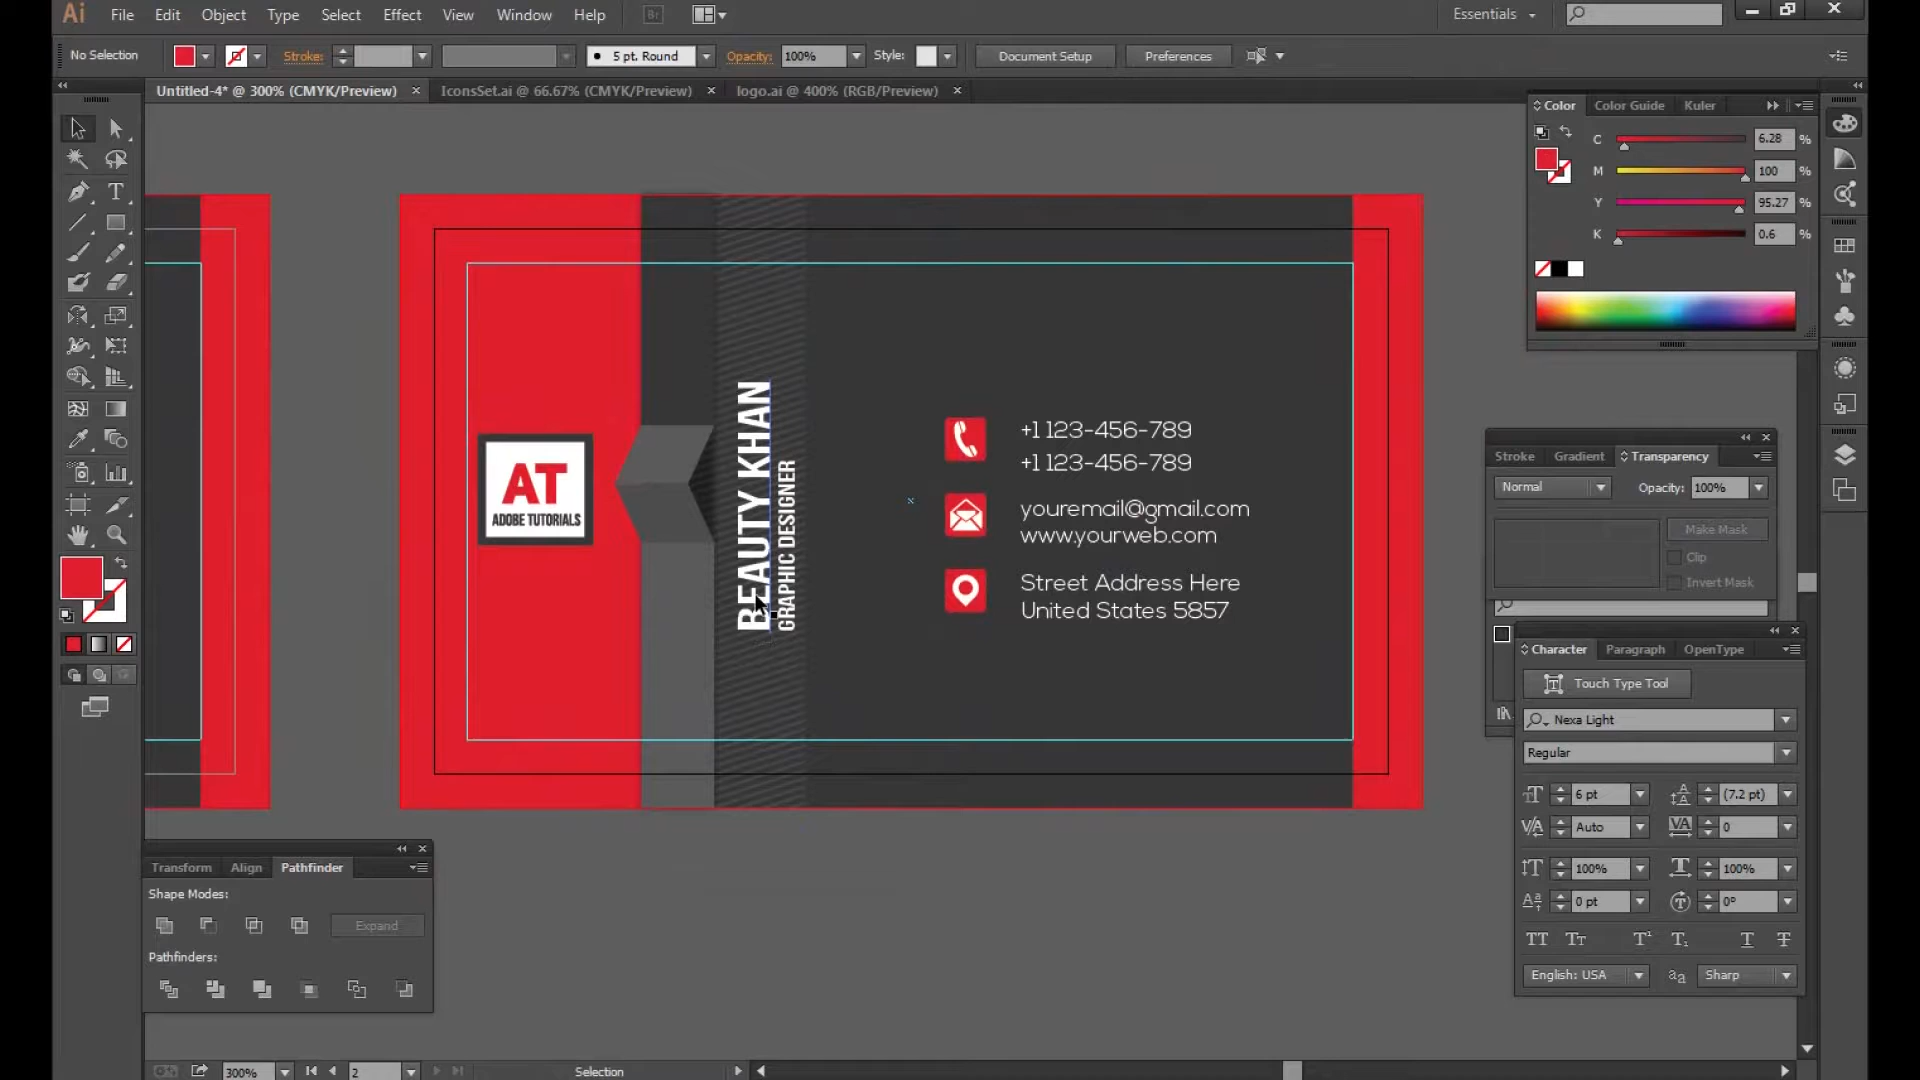 Ai File Edit Object Type Select Effect View Window Help Br Essentials
No Selection Stroke: 5 pt. Round Opacity: 100% Style: Document Setup Preferences
Untitled-4* @ 300% (CMYK/Preview) × IconsSet.ai @ 66.67% (CMYK/Preview) × logo.ai @ 400% (RGB/Preview) ×
Color Color Guide Kuler
C 6.28 %
M 100 %
Y 95.27 %
K 0.6 %
AT
ADOBE TUTORIALS
BEAUTY KHAN
GRAPHIC DESIGNER
+1 123-456-789
+1 123-456-789
youremail@gmail.com
www.yourweb.com
Street Address Here
United States 5857
Stroke Gradient Transparency
Normal Opacity: 100%
Make Mask
Clip
Invert Mask
Character Paragraph OpenType
Touch Type Tool
Nexa Light
Regular
6 pt (7.2 pt)
Auto 0
100% 100%
0 pt 0°
English: USA Sharp
Transform Align Pathfinder
Shape Modes:
Expand
Pathfinders:
300% 2 Selection